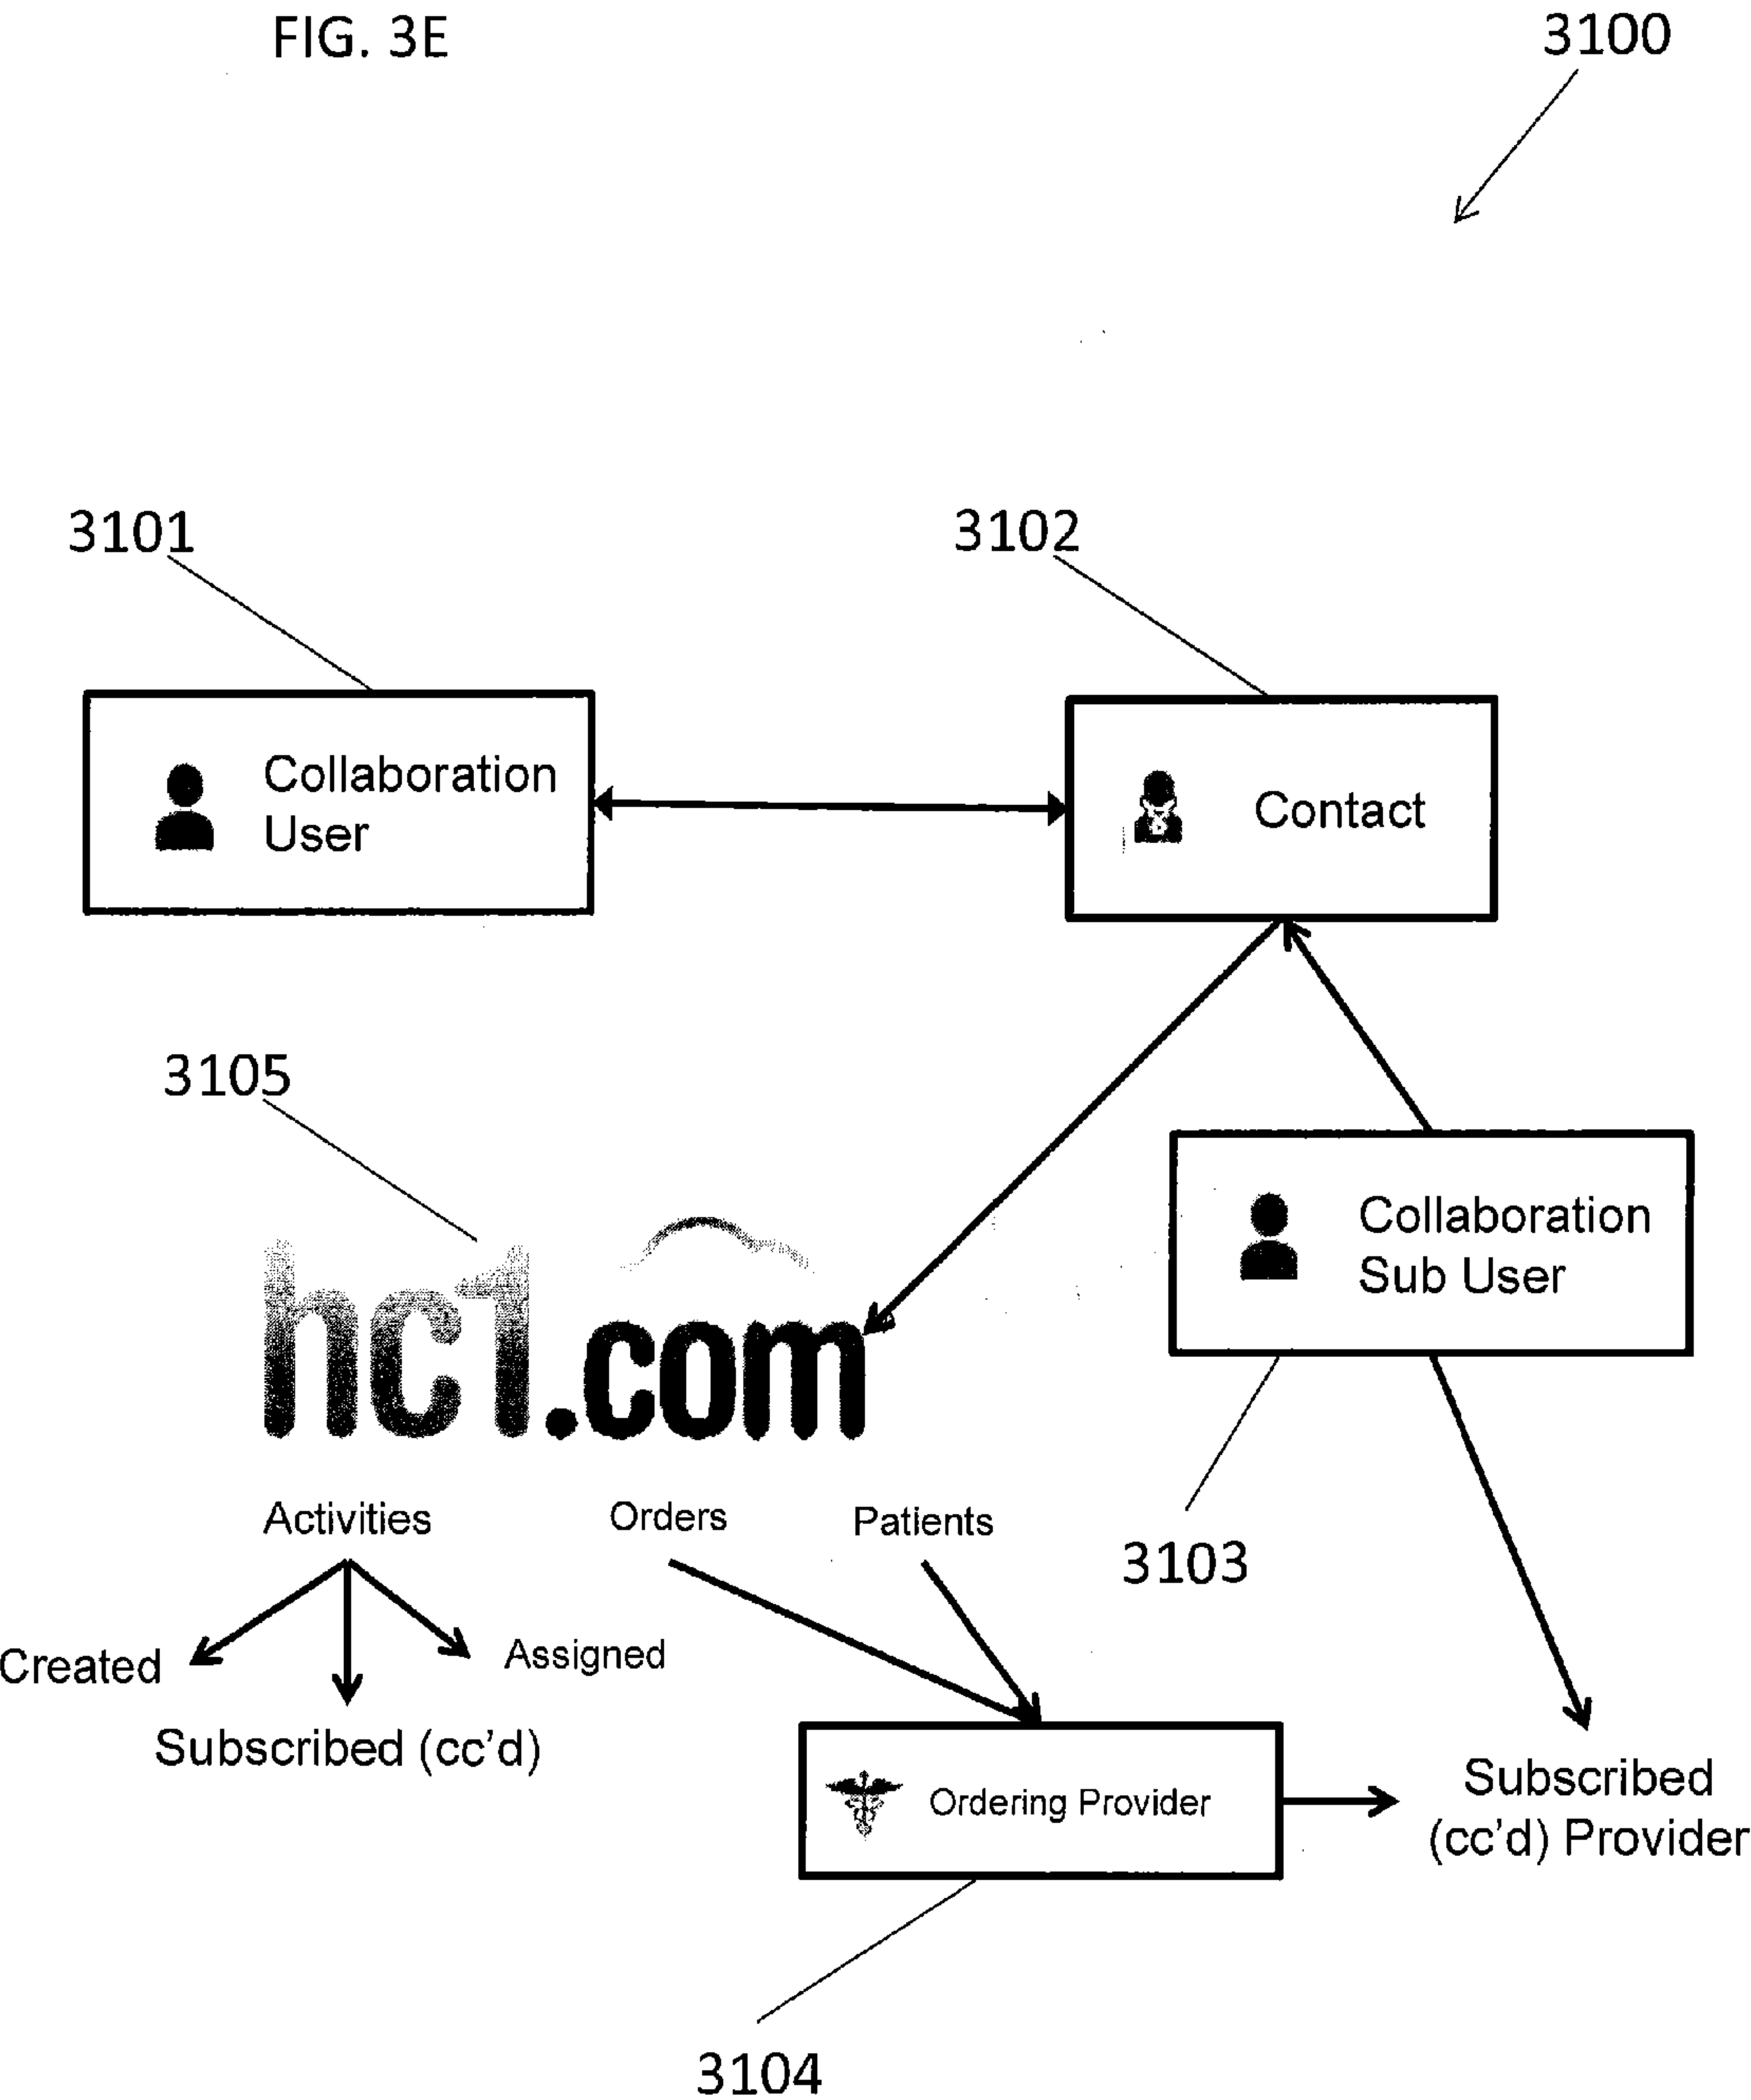 FIG. 3E
3100
3101
3102
Collaboration
User
Contact
3105
Collaboration
Sub User
hc1.com
Activities
Orders
Patients
3103
Created
Assigned
Subscribed (cc'd)
Ordering Provider
Subscribed
(cc'd) Provider
3104